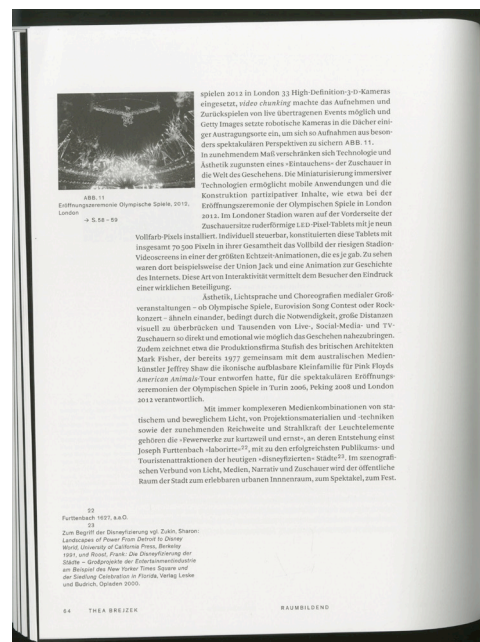 spielen 2012 in London 33 High-Definition-3-D-Kameras
eingesetzt, video chunking machte das Aufnehmen und
Zurückspielen von live übertragenen Events möglich und
Getty Images setzte robotische Kameras in die Dächer eini-
ger Austragungsorte ein, um sich so Aufnahmen aus beson-
ders spektakulären Perspektiven zu sichern ABB. 11.
In zunehmendem Maß verschränken sich Technologie und
Ästhetik zugunsten eines »Eintauchens« der Zuschauer in
die Welt des Geschehens. Die Miniaturisierung immersiver
Technologien ermöglicht mobile Anwendungen und die
Konstruktion partizipativer Inhalte, wie etwa bei der
Eröffnungszeremonie der Olympischen Spiele in London
2012. Im Londoner Stadion waren auf der Vorderseite der
Zuschauersitze ruderförmige LED-Pixel-Tablets mit je neun
Vollfarb-Pixels installiert. Individuell steuerbar, konstituierten diese Tablets mit
insgesamt 70 500 Pixeln in ihrer Gesamtheit das Vollbild der riesigen Stadion-
Videoscreens in einer der größten Echtzeit-Animationen, die es je gab. Zu sehen
waren dort beispielsweise der Union Jack und eine Animation zur Geschichte
des Internets. Diese Art von Interaktivität vermittelt dem Besucher den Eindruck
einer wirklichen Beteiligung.
Ästhetik, Lichtsprache und Choreografien medialer Groß-
veranstaltungen – ob Olympische Spiele, Eurovision Song Contest oder Rock-
konzert – ähneln einander, bedingt durch die Notwendigkeit, große Distanzen
visuell zu überbrücken und Tausenden von Live-, Social-Media- und TV-
Zuschauern so direkt und emotional wie möglich das Geschehen nahezubringen.
Zudem zeichnet etwa die Produktionsfirma Stufish des britischen Architekten
Mark Fisher, der bereits 1977 gemeinsam mit dem australischen Medien-
künstler Jeffrey Shaw die ikonische aufblasbare Kleinfamilie für Pink Floyds
American Animals-Tour entworfen hatte, für die spektakulären Eröffnungs-
zeremonien der Olympischen Spiele in Turin 2006, Peking 2008 und London
2012 verantwortlich.
Mit immer komplexeren Medienkombinationen von sta-
tischem und beweglichem Licht, von Projektionsmaterialien und -techniken
sowie der zunehmenden Reichweite und Strahlkraft der Leuchtelemente
gehören die »Fewerwerke zur kurtzweil und ernst«, an deren Entstehung einst
Joseph Furttenbach »laborirte«22, mit zu den erfolgreichsten Publikums- und
Touristenattraktionen der heutigen »disneyfizierten« Städte23. Im szenografi-
schen Verbund von Licht, Medien, Narrativ und Zuschauer wird der öffentliche
Raum der Stadt zum erlebbaren urbanen Innenraum, zum Spektakel, zum Fest.
ABB. 11
Eröffnungszeremonie Olympische Spiele, 2012,
London
→ S. 58 – 59
22
Furttenbach 1627, a.a.O.
23
Zum Begriff der Disneyfizierung vgl. Zukin, Sharon:
Landscapes of Power From Detroit to Disney
World, University of California Press, Berkeley
1991, und Roost, Frank: Die Disneyfizierung der
Städte – Großprojekte der Entertainmentindustrie
am Beispiel des New Yorker Times Square und
der Siedlung Celebration in Florida, Verlag Leske
und Budrich, Opladen 2000.
64 THEA BREJZEK RAUMBILDEND